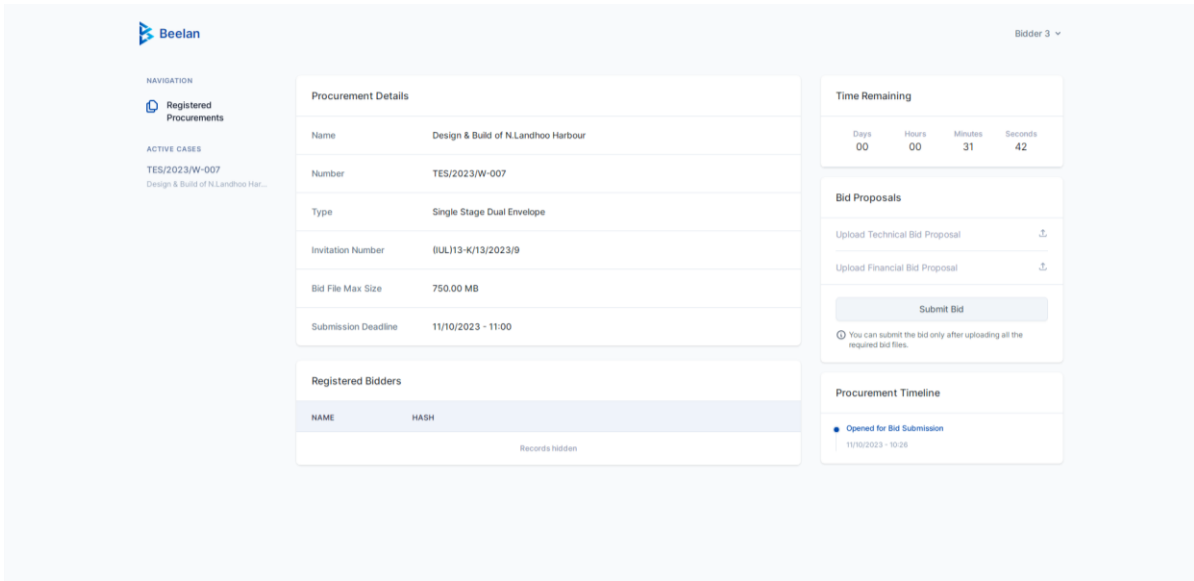 Beelan
Bidder 3
NAVIGATION
Registered
Procurements
ACTIVE CASES
TES/2023/W-007
Design & Build of N.Landhoo Har...
Procurement Details
Name Design & Build of N.Landhoo Harbour
Number TES/2023/W-007
Type Single Stage Dual Envelope
Invitation Number (IUL)13-K/13/2023/9
Bid File Max Size 750.00 MB
Submission Deadline 11/10/2023 - 11:00
Registered Bidders
NAME HASH
Records hidden
Time Remaining
Days Hours Minutes Seconds
00 00 31 42
Bid Proposals
Upload Technical Bid Proposal
Upload Financial Bid Proposal
Submit Bid
You can submit the bid only after uploading all the
required bid files.
Procurement Timeline
Opened for Bid Submission
11/10/2023 - 10:26